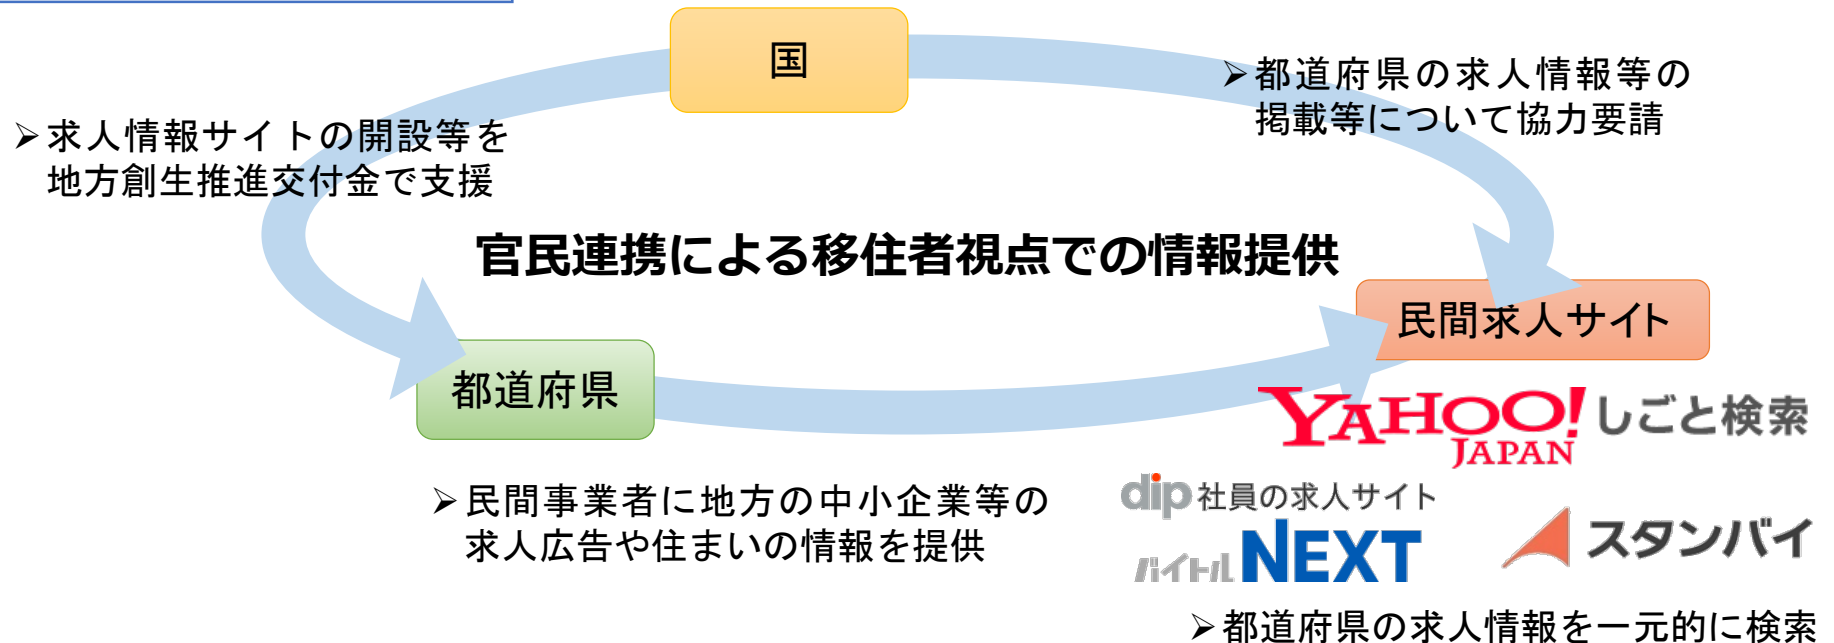 国
➢都道府県の求人情報等の
掲載等について協力要請
➢求人情報サイトの開設等を
地方創生推進交付金で支援
官民連携による移住者視点での情報提供
民間求人サイト
都道府県
YAHOO!しごと検索
JAPAN
➢民間事業者に地方の中小企業等の
求人広告や住まいの情報を提供
dip 社員の求人サイト
バイトルNEXT
スタンバイ
➢都道府県の求人情報を一元的に検索